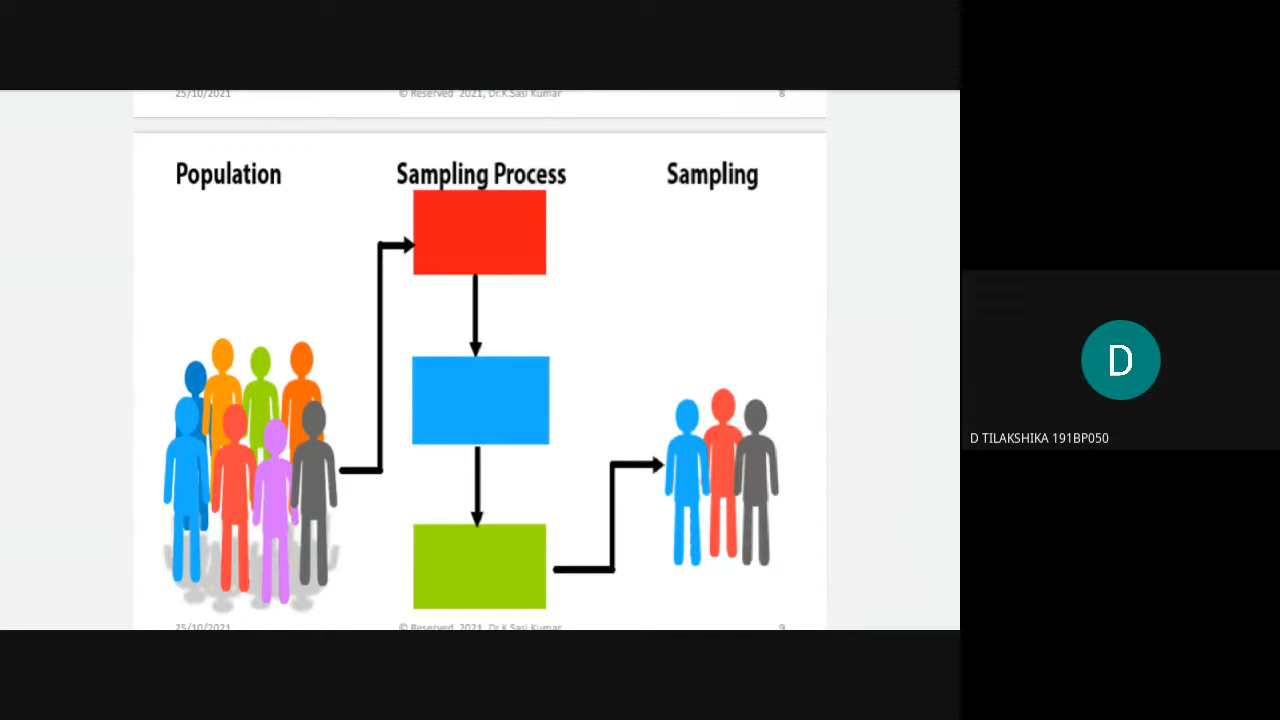 25/10/2021 © Reserved 2021, Dr.K.Sasi Kumar 8
Population Sampling Process Sampling
D
D TILAKSHIKA 191BP050
25/10/2021 © Reserved 2021, Dr.K.Sasi Kumar 9